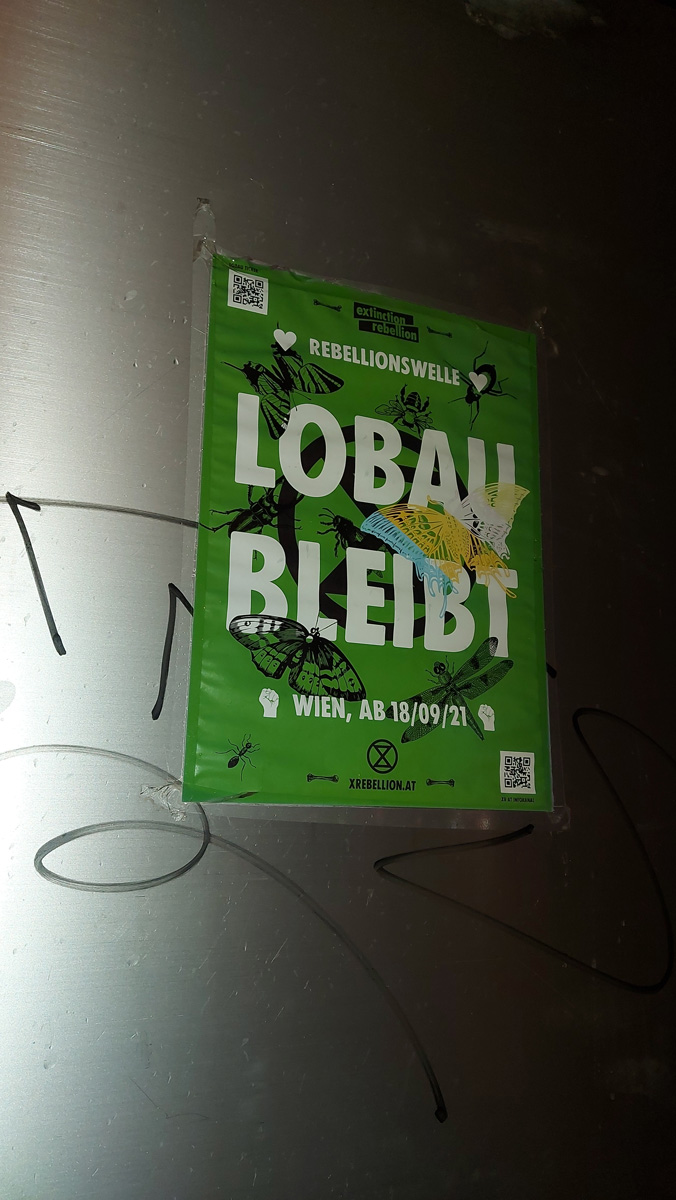 extinction
rebellion
REBELLIONSWELLE
LOBAU
BLEIBT
WIEN, AB 18/09/21
XREBELLION.AT